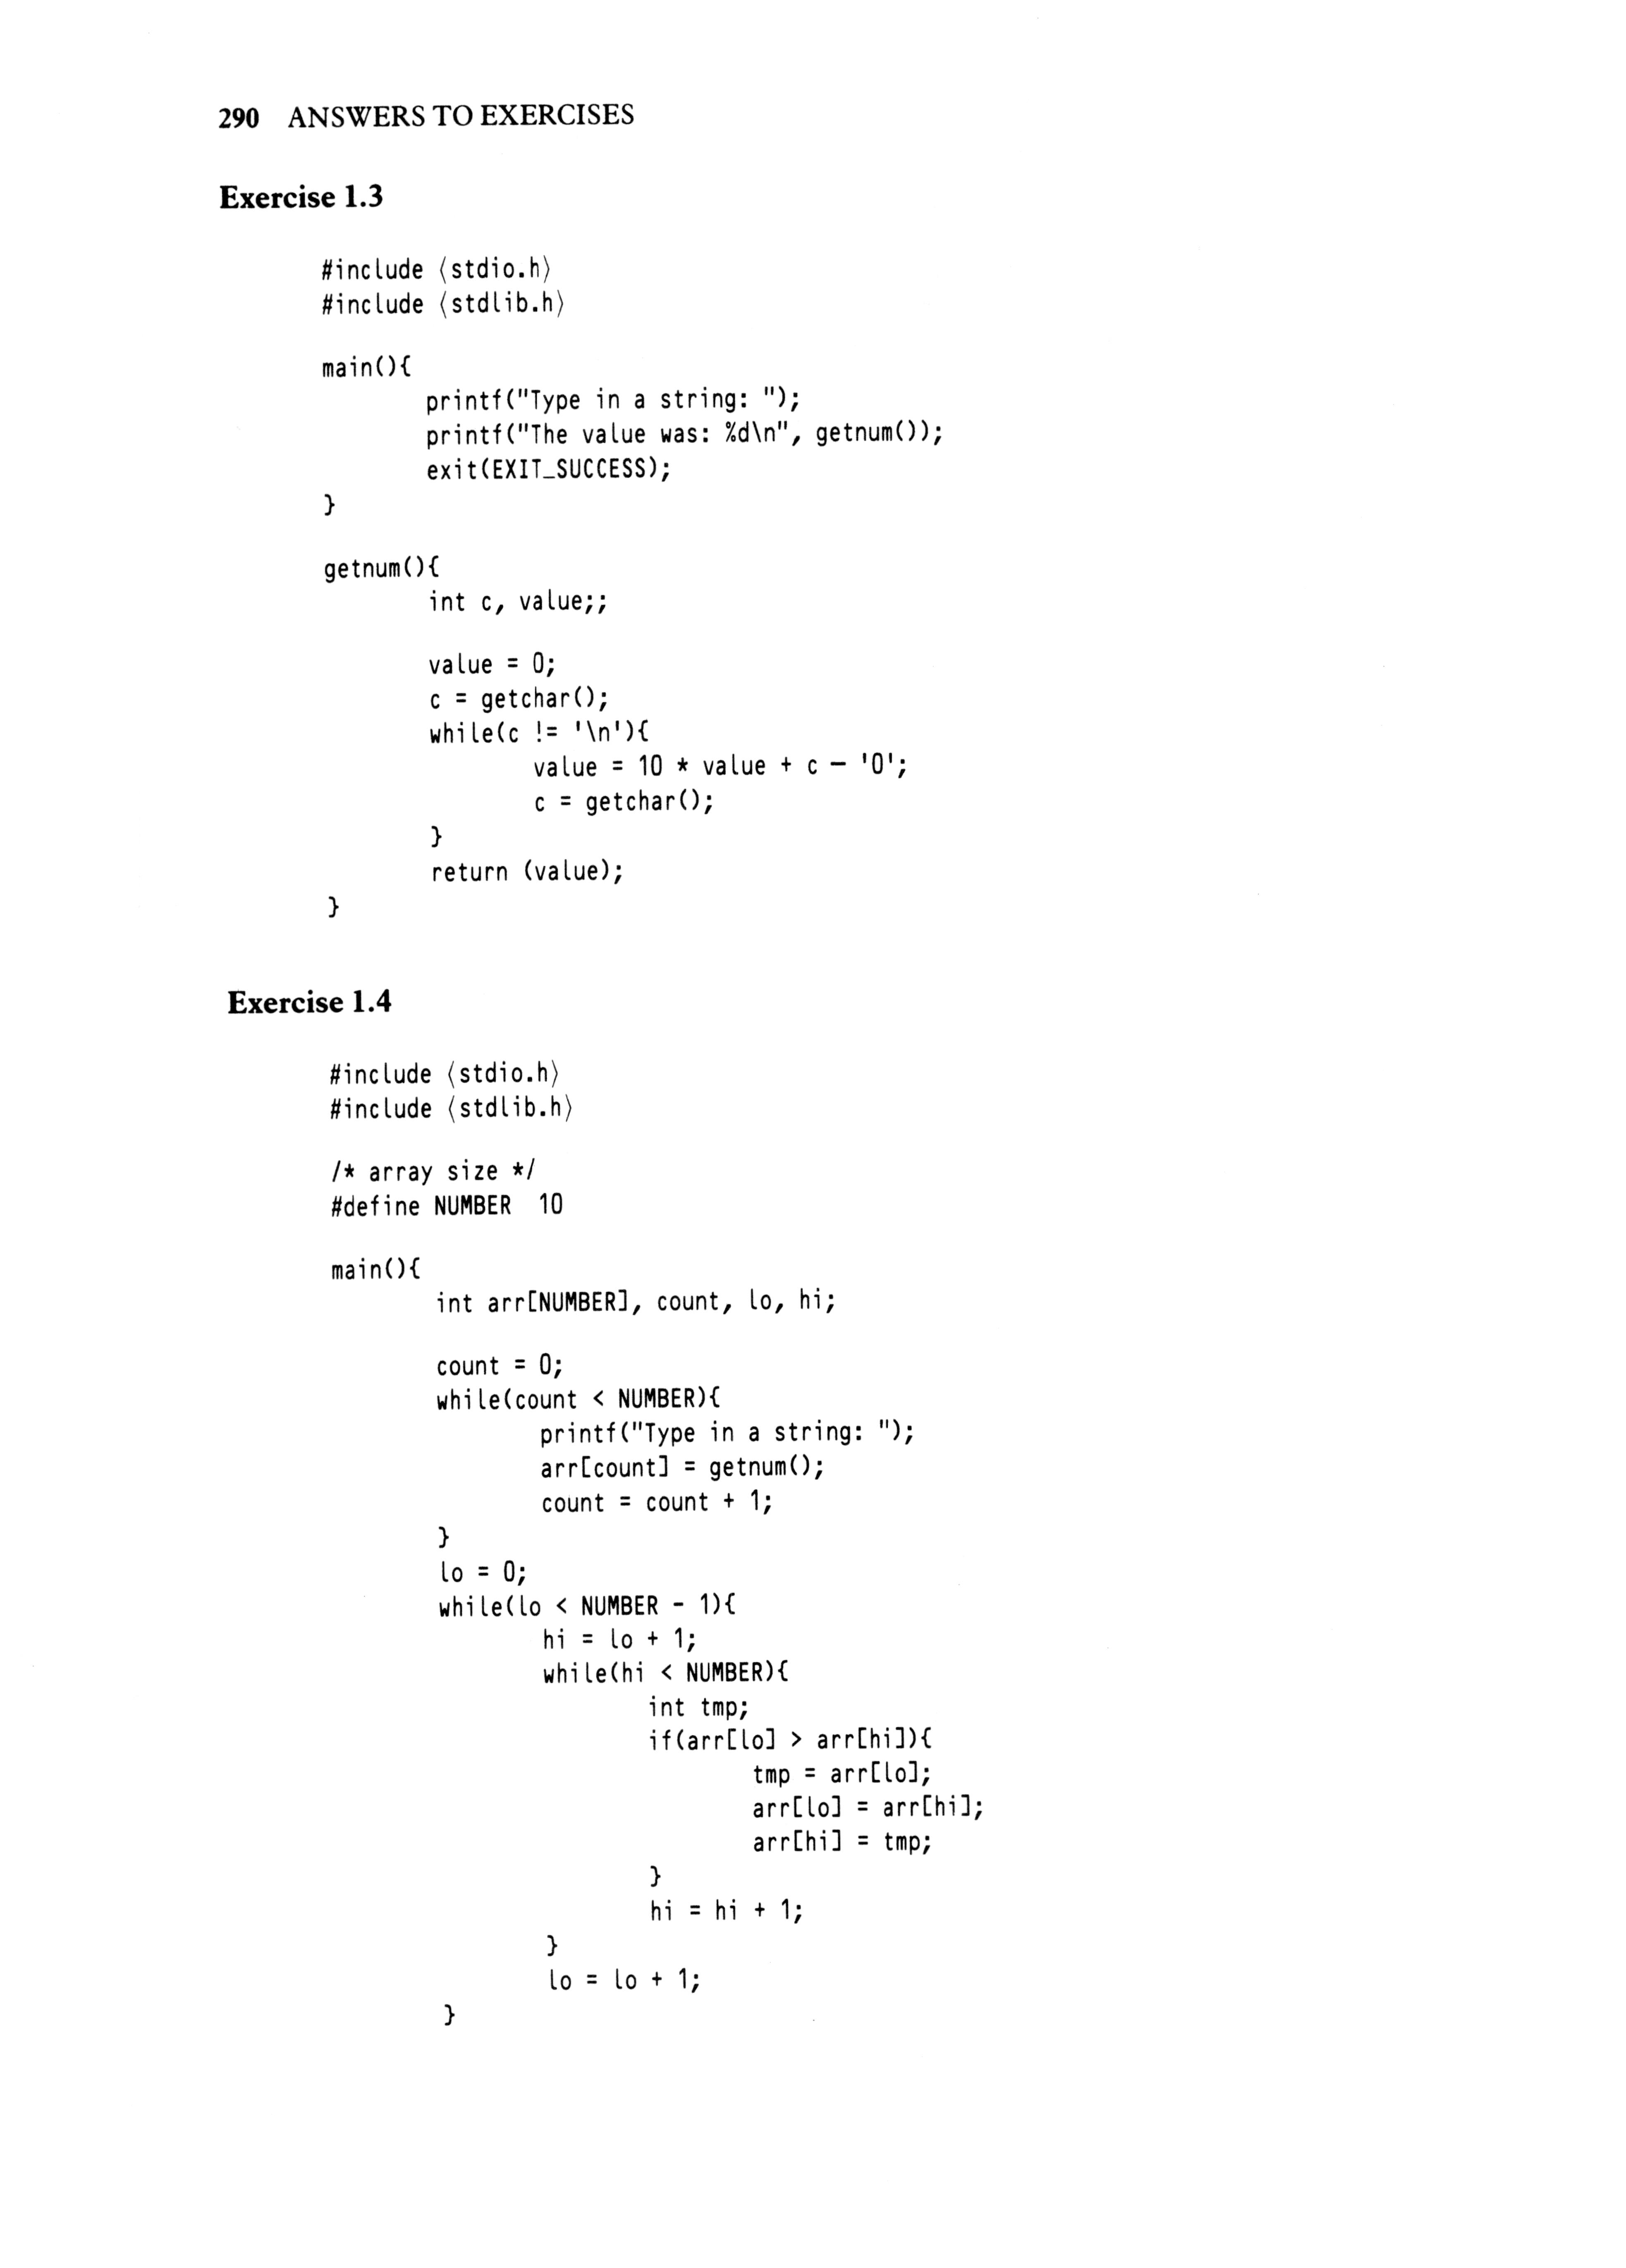 290 ANSWERS TO EXERCISES
Exercise 1.3
#include ⟨stdio.h⟩
#include ⟨stdlib.h⟩
main(){
printf("Type in a string: ");
printf("The value was: %d\n", getnum());
exit(EXIT_SUCCESS);
}
getnum(){
int c, value;;
value = 0;
c = getchar();
while(c != '\n'){
value = 10 * value + c – '0';
c = getchar();
}
return (value);
}
Exercise 1.4
#include ⟨stdio.h⟩
#include ⟨stdlib.h⟩
/* array size */
#define NUMBER 10
main(){
int arr[NUMBER], count, lo, hi;
count = 0;
while(count < NUMBER){
printf("Type in a string: ");
arr[count] = getnum();
count = count + 1;
}
lo = 0;
while(lo < NUMBER - 1){
hi = lo + 1;
while(hi < NUMBER){
int tmp;
if(arr[lo] > arr[hi]){
tmp = arr[lo];
arr[lo] = arr[hi];
arr[hi] = tmp;
}
hi = hi + 1;
}
lo = lo + 1;
}